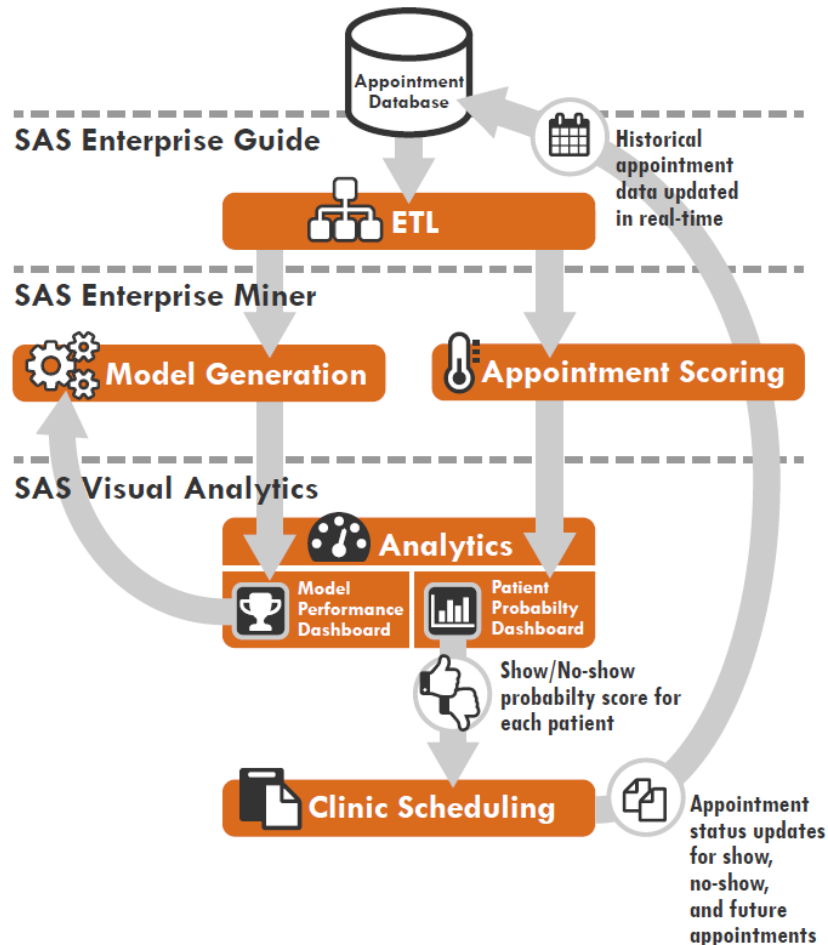 Appointment
Database
SAS Enterprise Guide
Historical
appointment
data updated
in real-time
ETL
SAS Enterprise Miner
Model Generation
Appointment Scoring
SAS Visual Analytics
Analytics
Model
Performance
Dashboard
Patient
Probabilty
Dashboard
Show/No-show
probabilty score for
each patient
Clinic Scheduling
Appointment
status updates
for show,
no-show,
and future
appointments